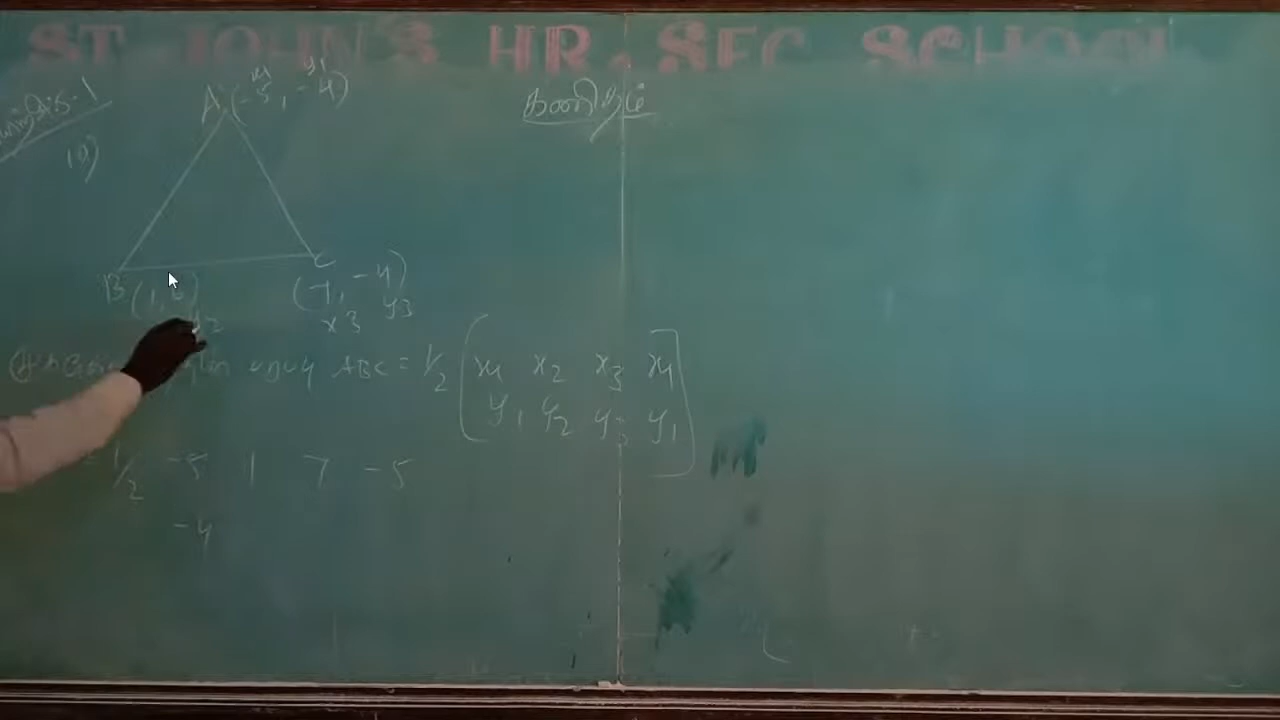 ST JOHN'S HR. SEC SCHOOL
கணிதம்
10)
x1 y1
A (-5, -4)
B (1, 6) C (7, -4)
x3 y3
ABC = 1/2 [ x1 x2 x3 x1
y1 y2 y3 y1 ]
= 1/2 -5 1 7 -5
-4